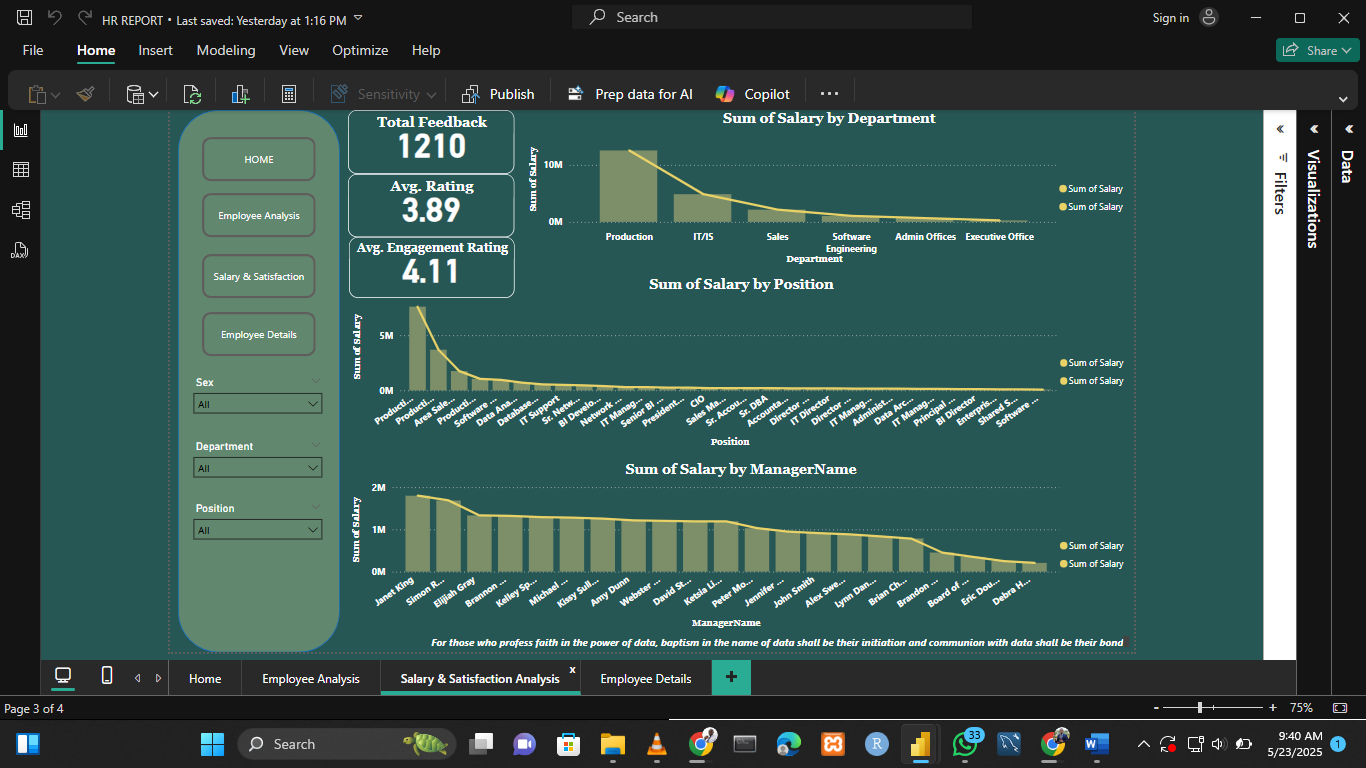 HR REPORT • Last saved: Yesterday at 1:16 PM
Search
Sign in
File Home Insert Modeling View Optimize Help
Share
Sensitivity
Publish
Prep data for AI
Copilot
HOME
Employee Analysis
Salary & Satisfaction
Employee Details
Sex
All
Department
All
Position
All
Total Feedback
1210
Avg. Rating
3.89
Avg. Engagement Rating
4.11
Sum of Salary by Department
Sum of Salary
10M
0M
Production IT/IS Sales Software Engineering Admin Offices Executive Office
Department
Sum of Salary
Sum of Salary
Sum of Salary by Position
Sum of Salary
5M
0M
Producti... Producti... Area Sale... Producti... Software ... Data Ana... Database... IT Support Sr. Netw... BI Develo... Network ... IT Manag... Senior BI ... President... CIO Sales Ma... Sr. Accou... Sr. DBA Accounta... Director ... IT Director Director ... IT Manag... Administ... Data Arc... IT Manag... Principal ... BI Director Enterpris... Shared S... Software ...
Position
Sum of Salary
Sum of Salary
Sum of Salary by ManagerName
Sum of Salary
2M
1M
0M
Janet King Simon R... Elijiah Gray Brannon ... Kelley Sp... Michael ... Kissy Sull... Amy Dunn Webster ... David St... Ketsia Li... Peter Mo... Jennifer ... John Smith Alex Swe... Lynn Dan... Brian Ch... Brandon ... Board of ... Eric Dou... Debra H...
ManagerName
Sum of Salary
Sum of Salary
For those who profess faith in the power of data, baptism in the name of data shall be their initiation and communion with data shall be their bond
Filters
Visualizations
Data
DAX
Home Employee Analysis Salary & Satisfaction Analysis x Employee Details +
Page 3 of 4
- + 75%
Search
33
R
W
9:40 AM
5/23/2025
1